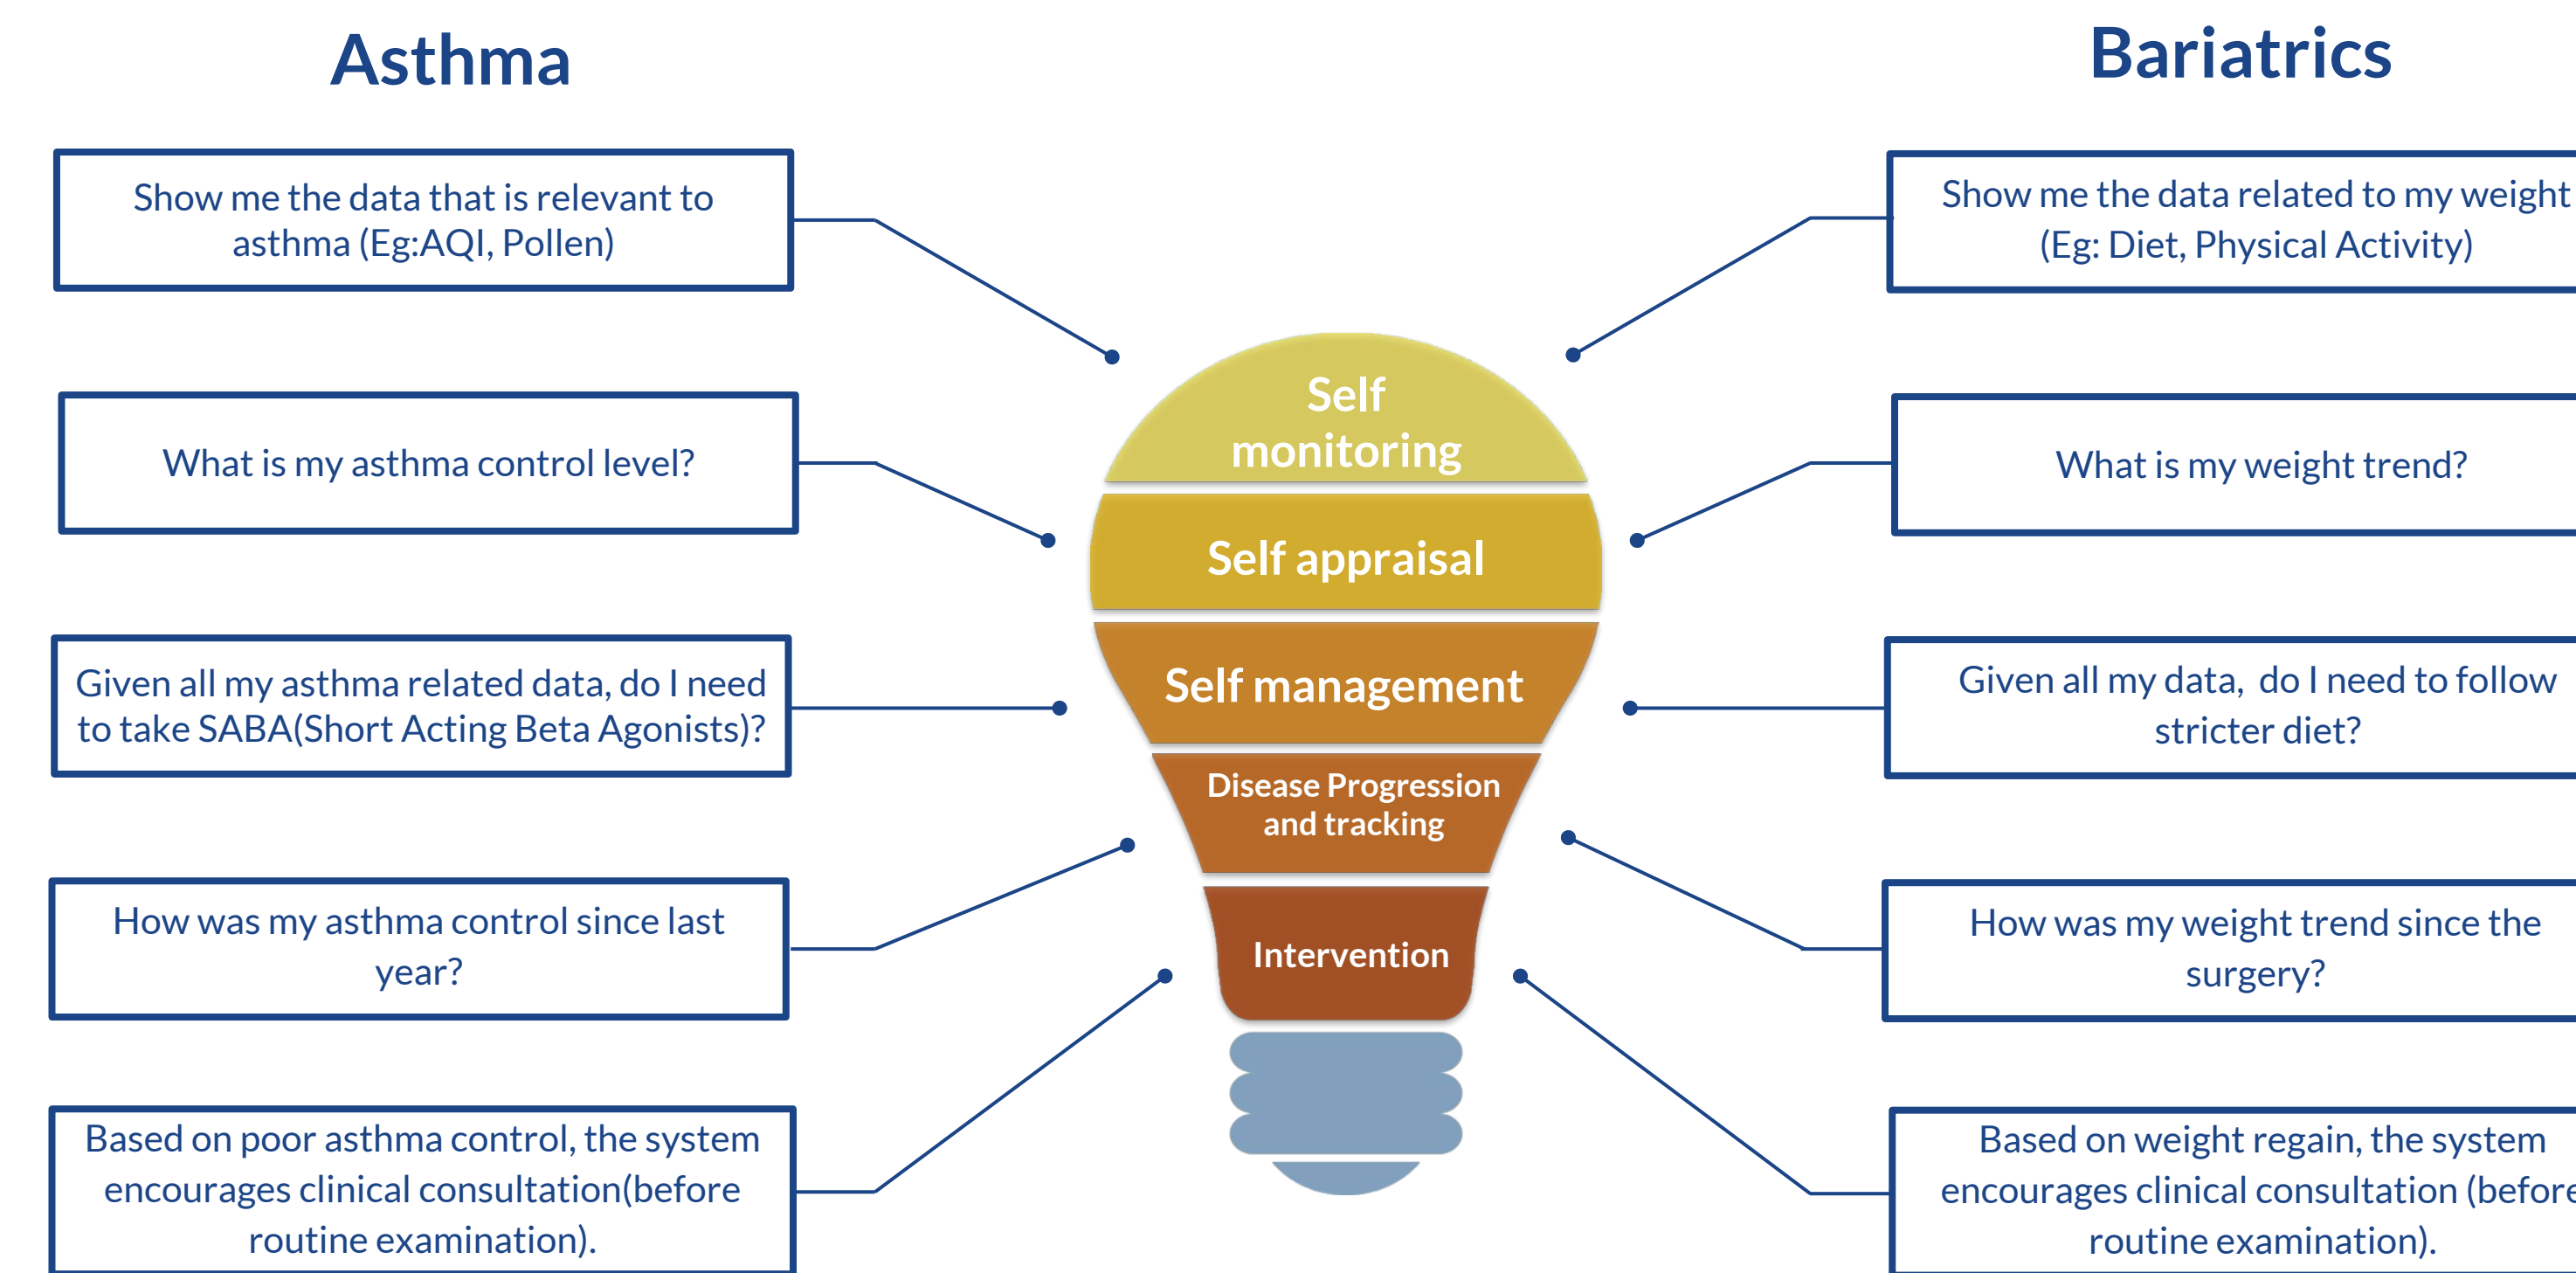 Asthma
Bariatrics
Show me the data that is relevant to
asthma (Eg:AQI, Pollen)
What is my asthma control level?
Given all my asthma related data, do I need
to take SABA(Short Acting Beta Agonists)?
How was my asthma control since last
year?
Based on poor asthma control, the system
encourages clinical consultation(before
routine examination).
Self
monitoring
Self appraisal
Self management
Disease Progression
and tracking
Intervention
Show me the data related to my weight
(Eg: Diet, Physical Activity)
What is my weight trend?
Given all my data, do I need to follow
stricter diet?
How was my weight trend since the
surgery?
Based on weight regain, the system
encourages clinical consultation (before
routine examination).